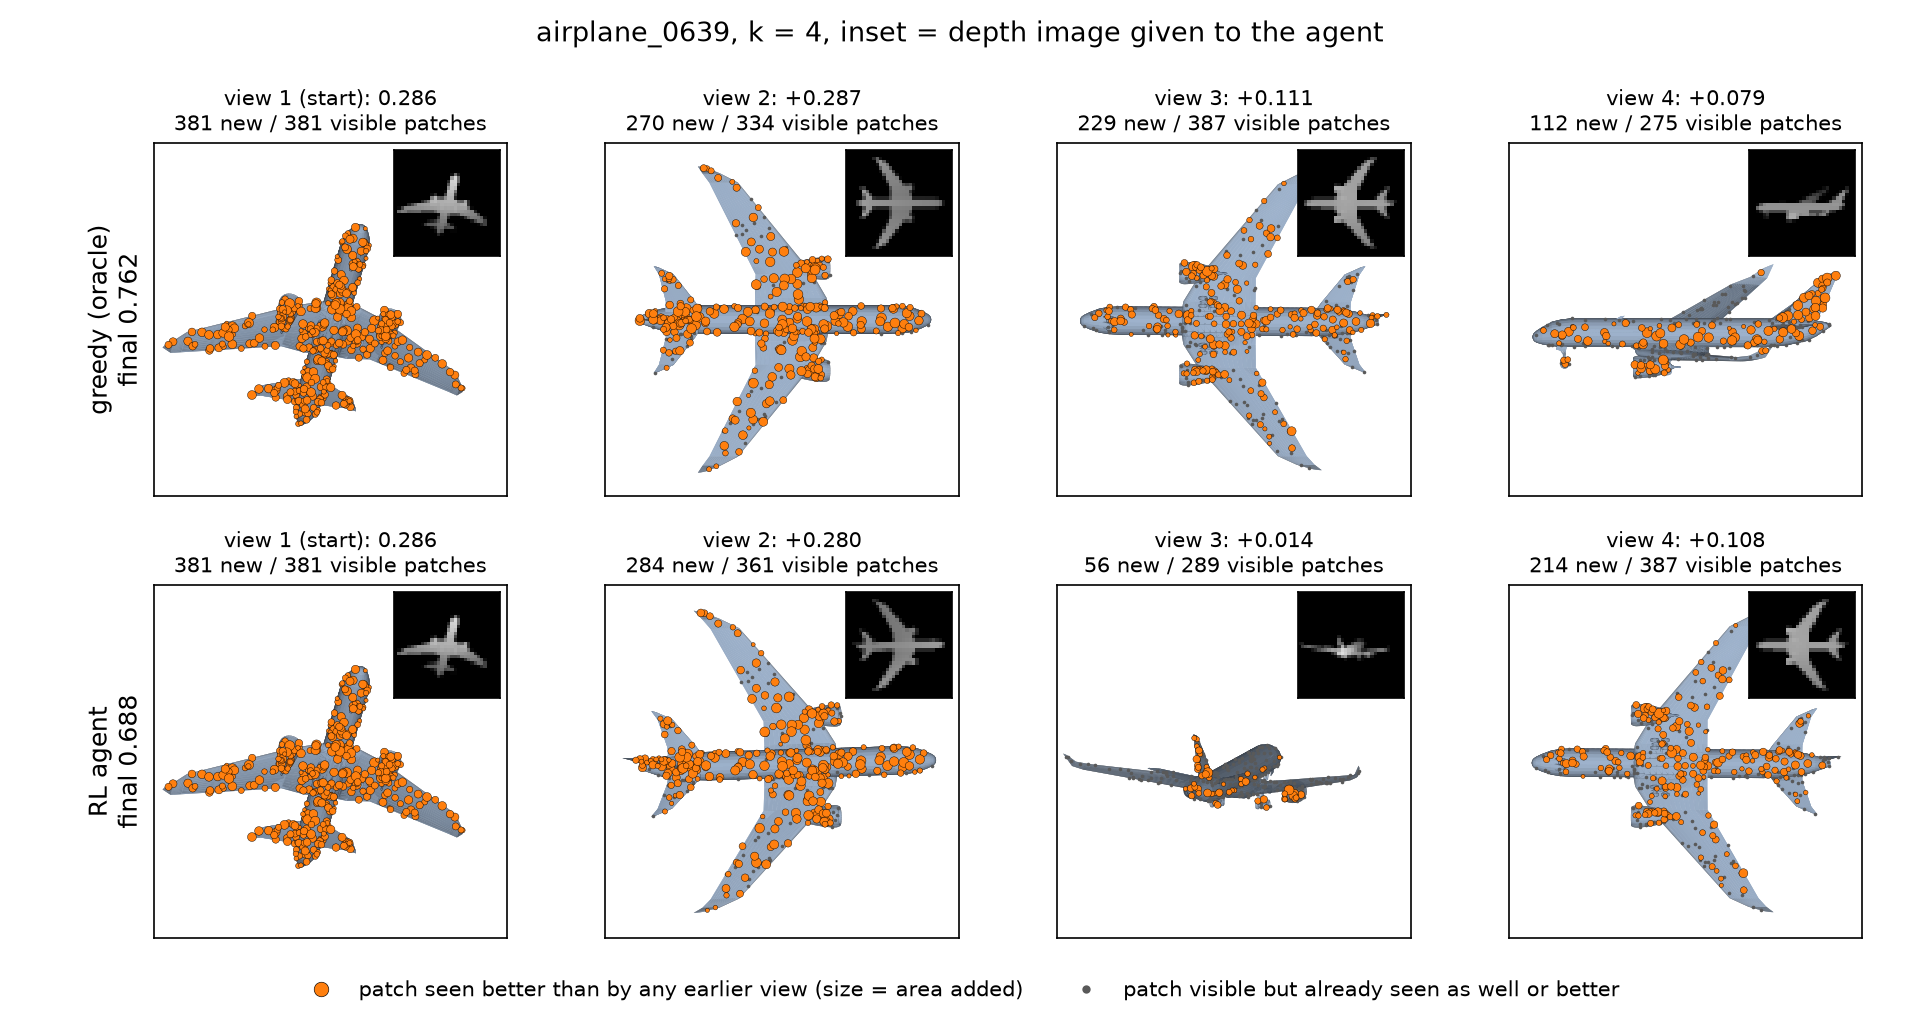 airplane_0639, k = 4, inset = depth image given to the agent
greedy (oracle)
final 0.762
view 1 (start): 0.286
381 new / 381 visible patches
view 2: +0.287
270 new / 334 visible patches
view 3: +0.111
229 new / 387 visible patches
view 4: +0.079
112 new / 275 visible patches
RL agent
final 0.688
view 1 (start): 0.286
381 new / 381 visible patches
view 2: +0.280
284 new / 361 visible patches
view 3: +0.014
56 new / 289 visible patches
view 4: +0.108
214 new / 387 visible patches
patch seen better than by any earlier view (size = area added)
patch visible but already seen as well or better